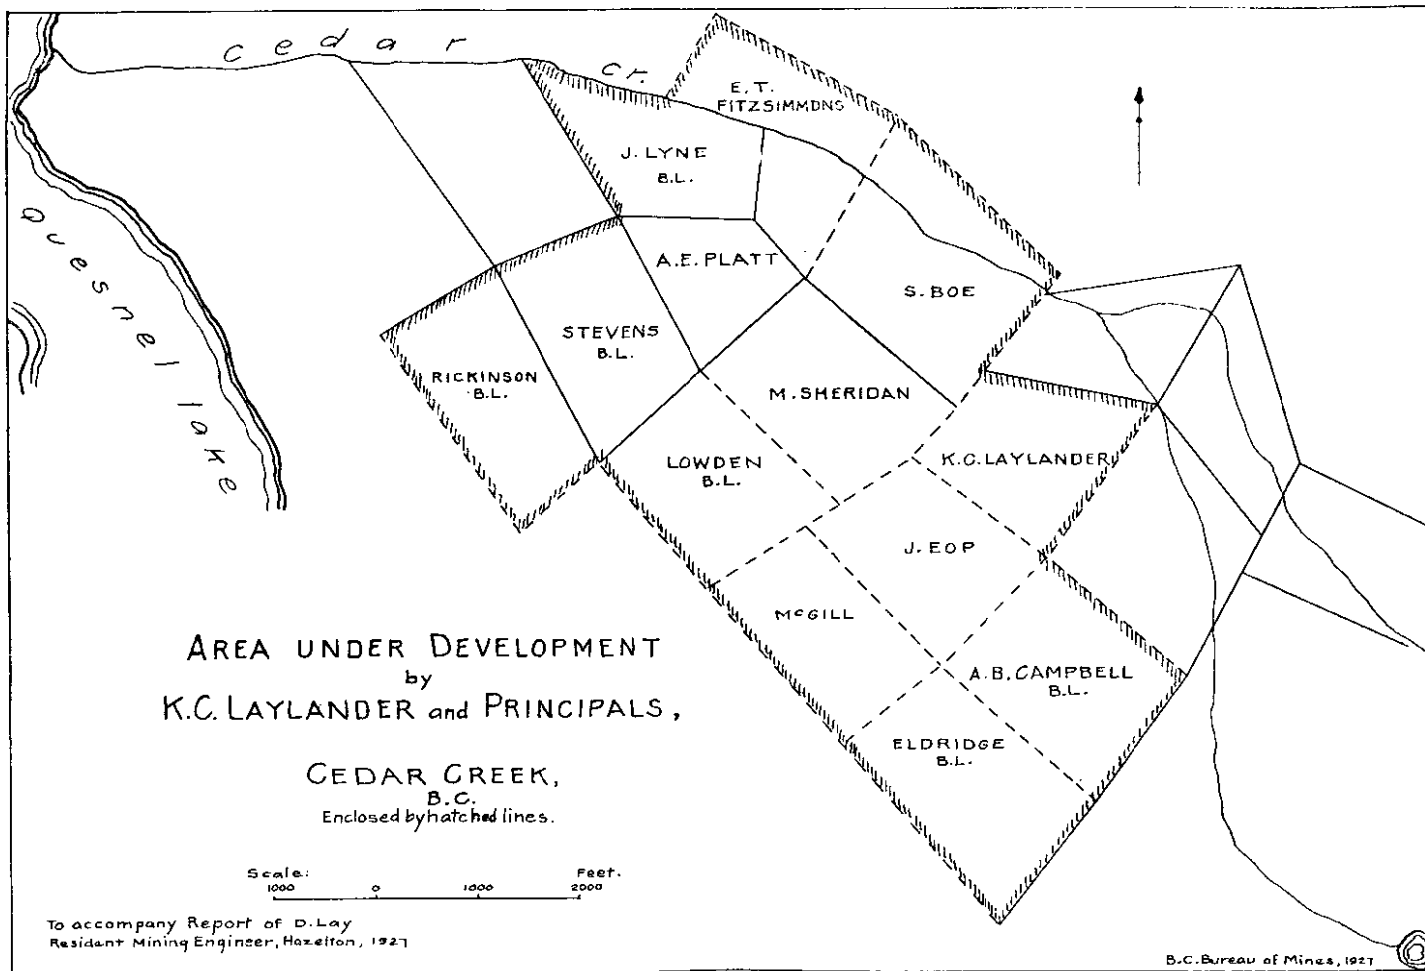 Cedar Cr.
E.T.
FITZSIMMONS
J. LYNE
B.L.
Quesnel lake
A.E. PLATT
S. BOE
STEVENS
B.L.
RICKINSON
B.L.
M. SHERIDAN
LOWDEN
B.L.
K.C. LAYLANDER
J. EOP
McGILL
A.B. CAMPBELL
B.L.
ELDRIDGE
B.L.
AREA UNDER DEVELOPMENT
by
K.C. LAYLANDER and PRINCIPALS,
CEDAR CREEK,
B.C.
Enclosed by hatched lines.
Scale: Feet.
1000 0 1000 2000
To accompany Report of D. Lay
Resident Mining Engineer, Hazelton, 1927
B.C. Bureau of Mines, 1927